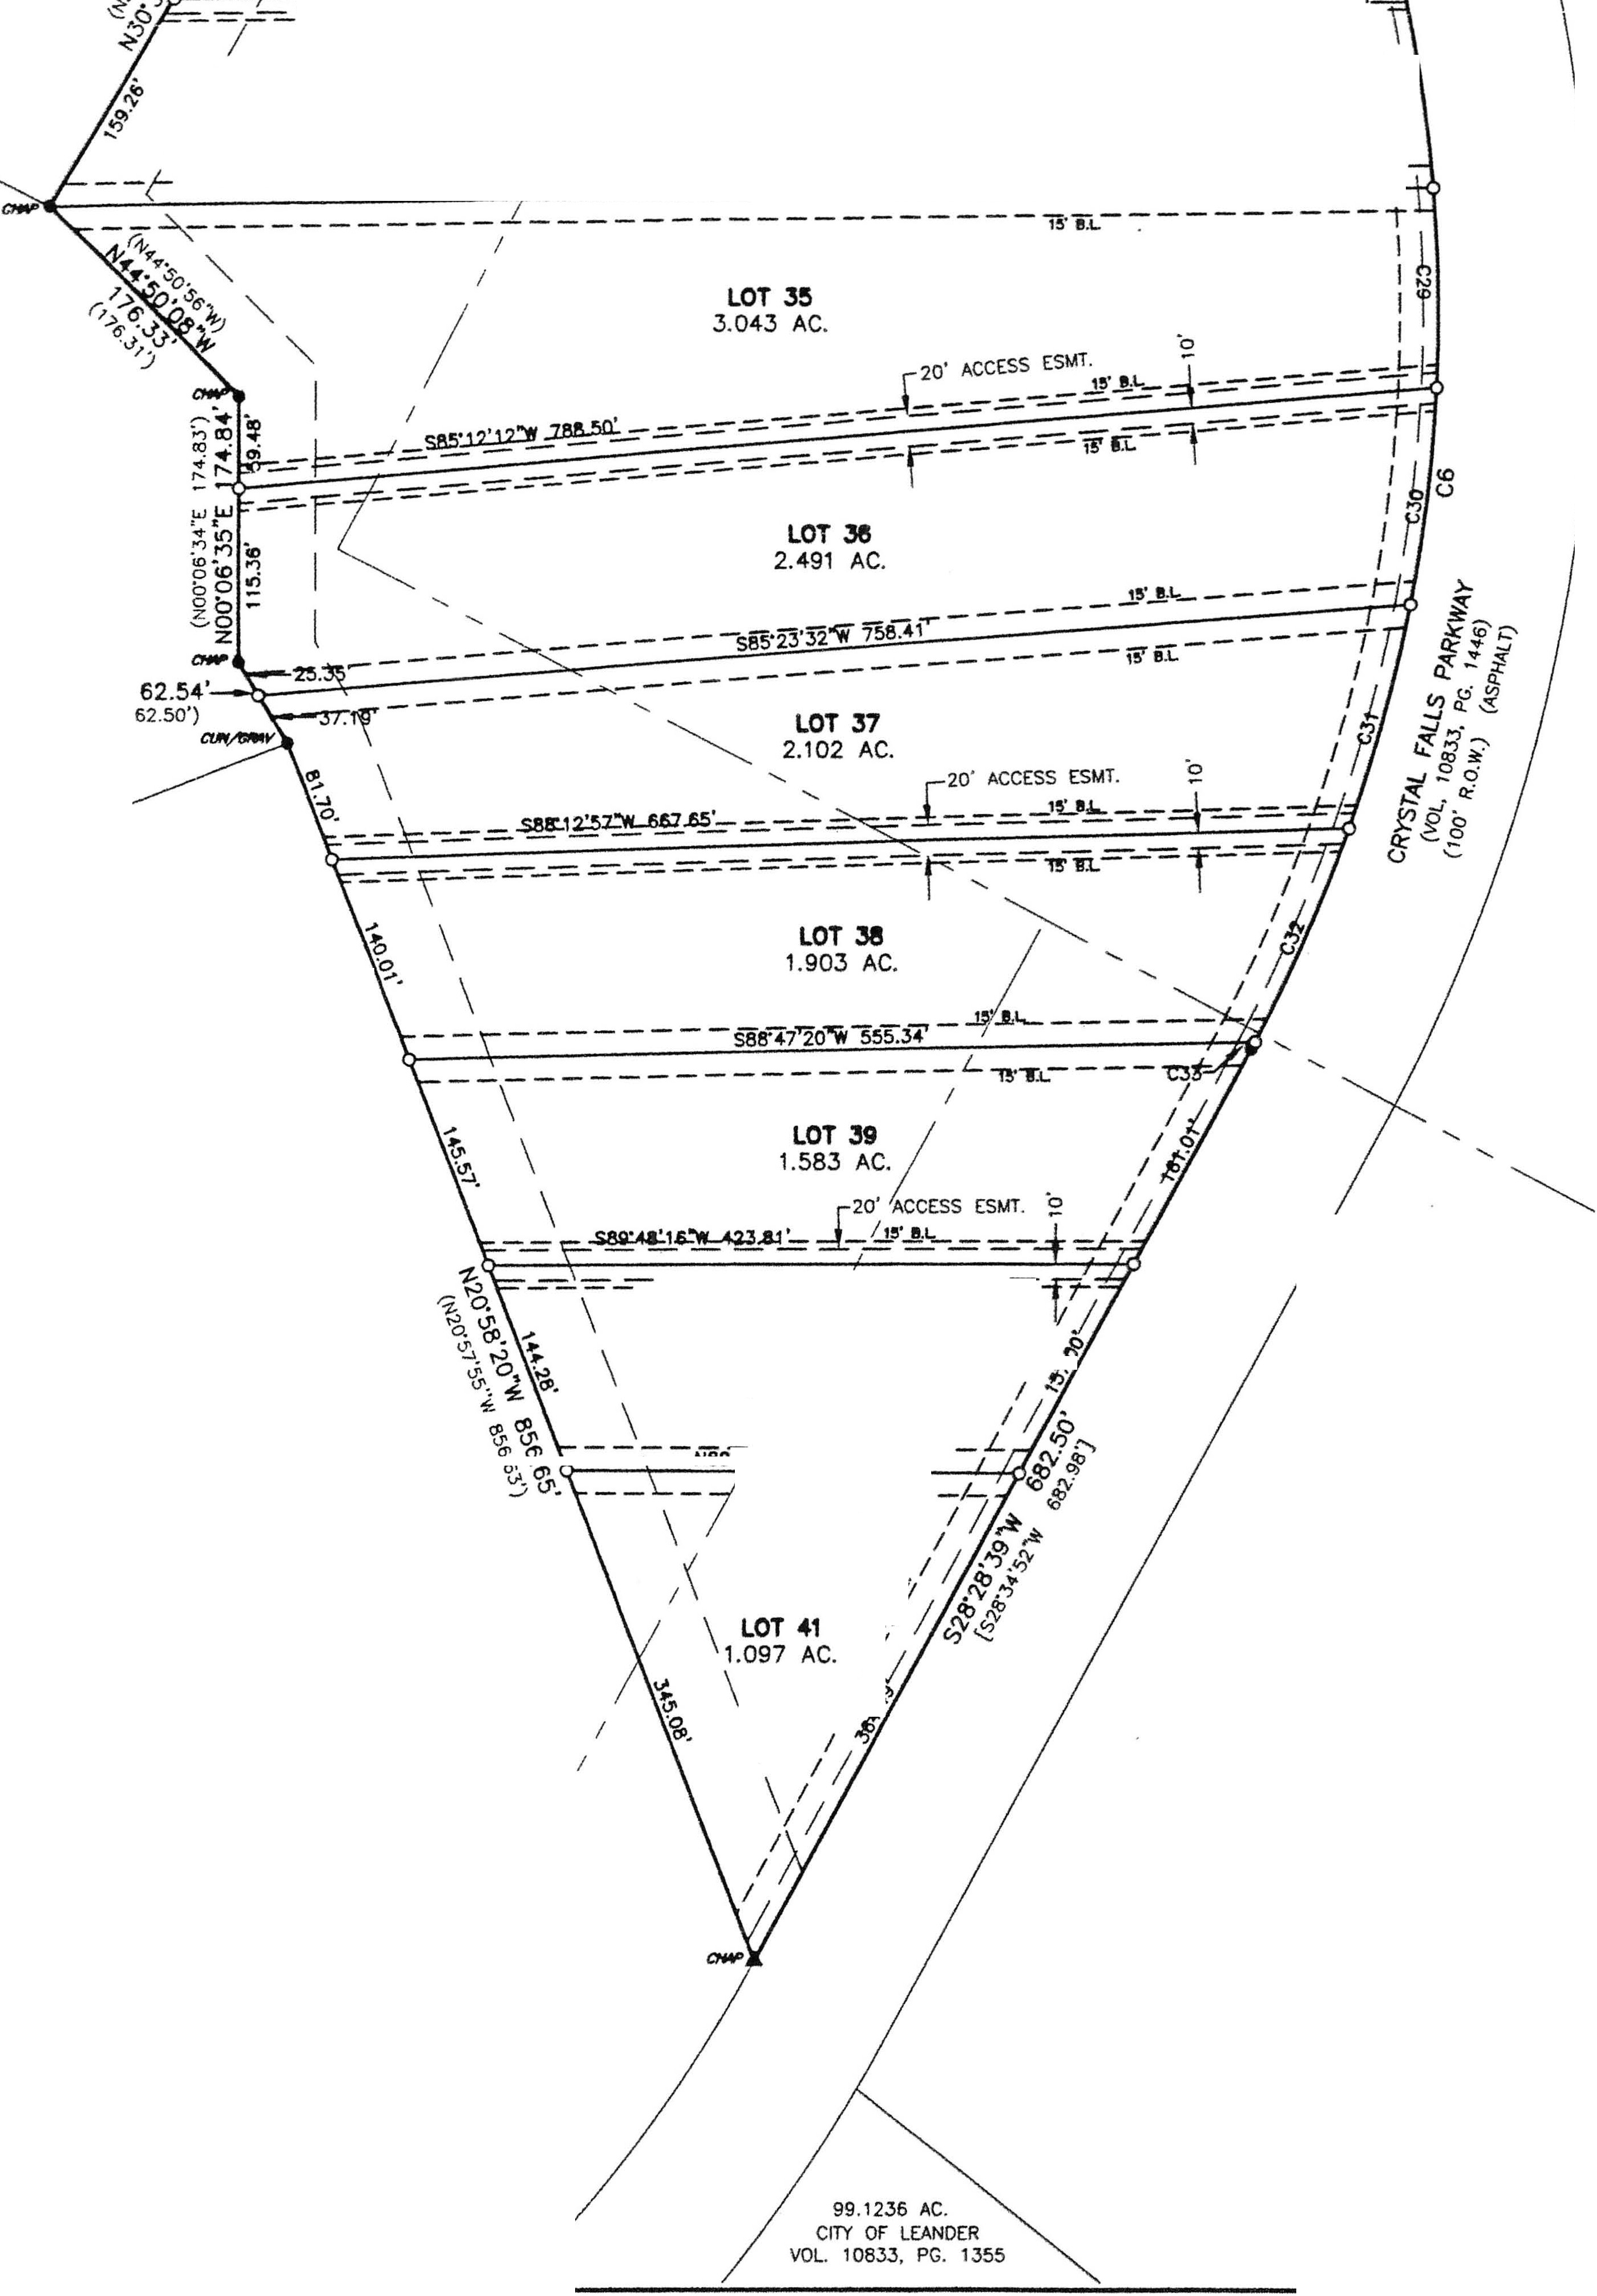 159.26'
CHAP
15' B.L.
(N44°50'56"W)
N44°50'08"W
176.33'
(176.31')
LOT 35
3.043 AC.
C29
20' ACCESS ESMT.
10'
15' B.L.
CHAP
S85°12'12"W 788.50'
15' B.L.
(N00°06'34"E 174.83')
N00°06'35"E 174.84'
59.48'
115.36'
C30
C6
LOT 36
2.491 AC.
15' B.L.
S85°23'32"W 758.41'
15' B.L.
CHAP
25.35
62.54'
62.50')
37.19'
CUN/GRAV
LOT 37
2.102 AC.
C31
CRYSTAL FALLS PARKWAY
(VOL, 10833, PG. 1446)
(100' R.O.W.) (ASPHALT)
81.70'
20' ACCESS ESMT.
10'
15' B.L.
S88°12'57"W 667.65'
15' B.L.
140.01'
LOT 38
1.903 AC.
C32
15' B.L.
S88°47'20"W 555.34'
15' B.L.
C33
145.57'
LOT 39
1.583 AC.
161.01'
20' ACCESS ESMT.
10'
S89°48'16"W 423.81'
15' B.L.
N20°58'20"W 856.65'
(N20°57'55"W 856.63')
144.28'
S28°28'39"W 682.50'
[S28°34'52"W 682.98']
LOT 41
1.097 AC.
345.08'
CHAP
99.1236 AC.
CITY OF LEANDER
VOL. 10833, PG. 1355